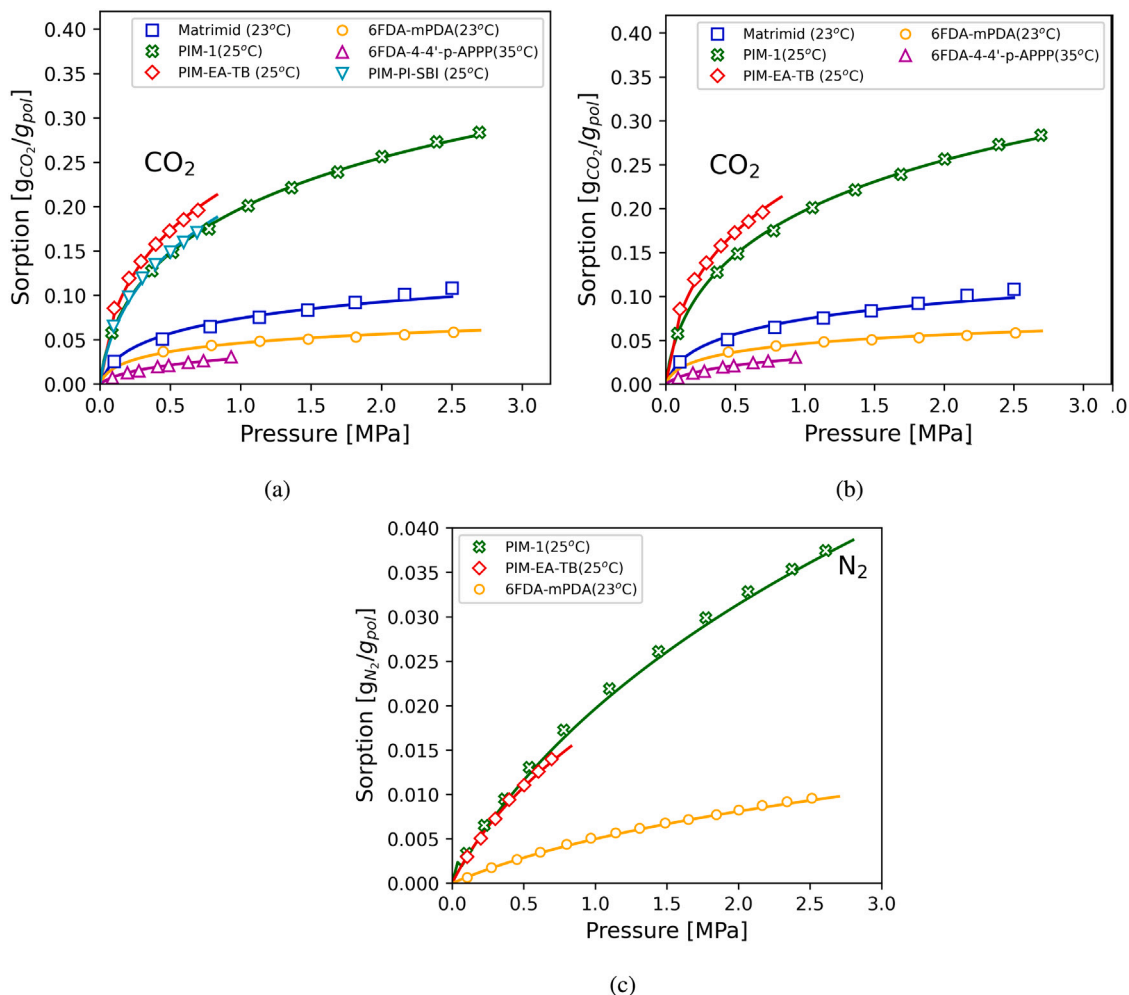 Matrimid (23°C)
PIM-1(25°C)
PIM-EA-TB (25°C)
6FDA-mPDA(23°C)
6FDA-4-4'-p-APPP(35°C)
PIM-PI-SBI (25°C)
CO₂
0.40
0.35
0.30
0.25
0.20
0.15
0.10
0.05
0.00
Sorption [g_CO₂/g_pol]
0.0 0.5 1.0 1.5 2.0 2.5 3.0
Pressure [MPa]
(a)
Matrimid (23°C)
PIM-1(25°C)
PIM-EA-TB (25°C)
6FDA-mPDA(23°C)
6FDA-4-4'-p-APPP(35°C)
CO₂
0.40
0.35
0.30
0.25
0.20
0.15
0.10
0.05
0.00
Sorption [g_CO₂/g_pol]
0.0 0.5 1.0 1.5 2.0 2.5 .0
Pressure [MPa]
(b)
PIM-1(25°C)
PIM-EA-TB(25°C)
6FDA-mPDA(23°C)
N₂
0.040
0.035
0.030
0.025
0.020
0.015
0.010
0.005
0.000
Sorption [g_N₂/g_pol]
0.0 0.5 1.0 1.5 2.0 2.5 3.0
Pressure [MPa]
(c)